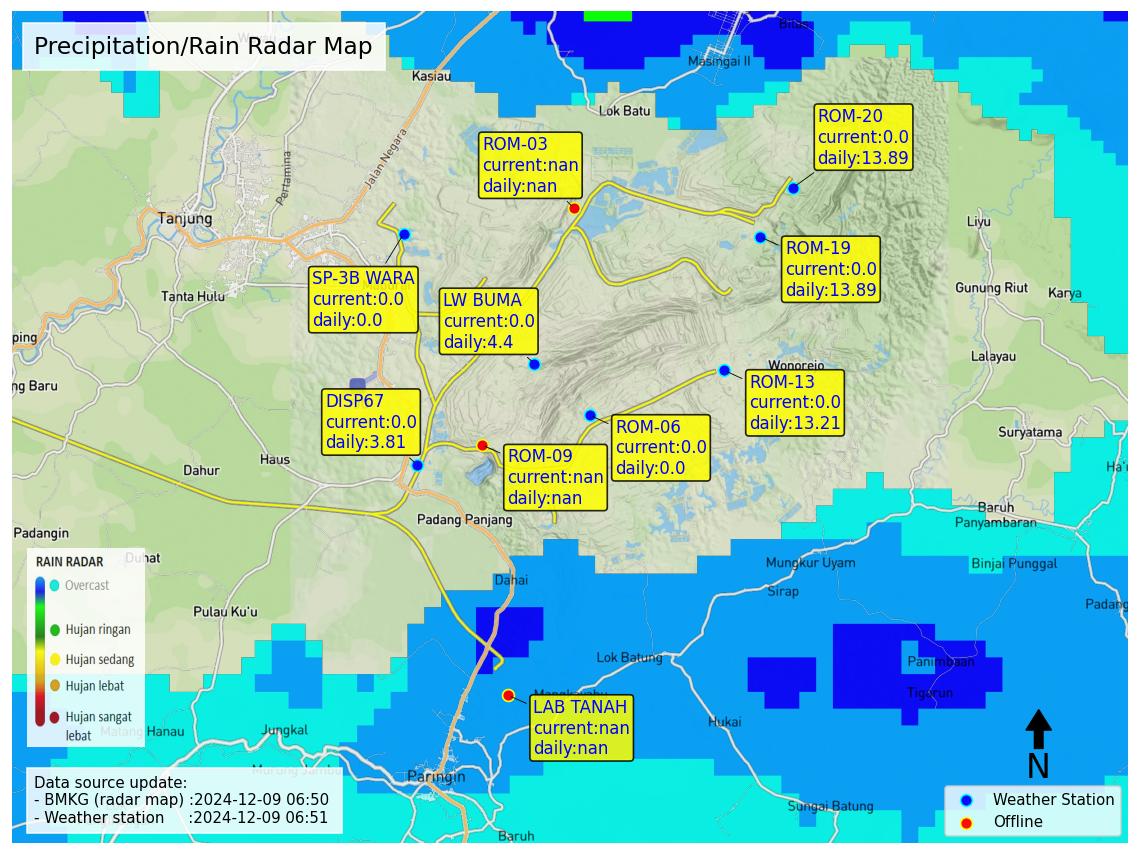 Precipitation/Rain Radar Map
Bilas
Masingai II
Kasiau
Lok Batu
Jalan Negara
Pertamina
Tanjung
Tanta Hulu
ping
ng Baru
ROM-03
current:nan
daily:nan
ROM-20
current:0.0
daily:13.89
ROM-19
current:0.0
daily:13.89
SP-3B WARA
current:0.0
daily:0.0
LW BUMA
current:0.0
daily:4.4
Liyu
Gunung Riut
Karya
Lalayau
Wonorejo
ROM-13
current:0.0
daily:13.21
DISP67
current:0.0
daily:3.81
ROM-06
current:0.0
daily:0.0
ROM-09
current:nan
daily:nan
Suryatama
Ha'u
Dahur
Haus
Padang Panjang
Baruh
Panyambaran
Padangin
Duhat
Dahai
Mungkur Uyam
Binjai Punggal
Sirap
Padang
Pulau Ku'u
RAIN RADAR
Overcast
Hujan ringan
Hujan sedang
Hujan lebat
Hujan sangat
lebat
Lok Batung
Panimbaan
Tigarun
LAB TANAH
current:nan
daily:nan
Hukai
Matang Hanau
Jungkal
Murung Jambu
Paringin
Sungai Batung
Baruh
Data source update:
- BMKG (radar map) :2024-12-09 06:50
- Weather station :2024-12-09 06:51
N
Weather Station
Offline